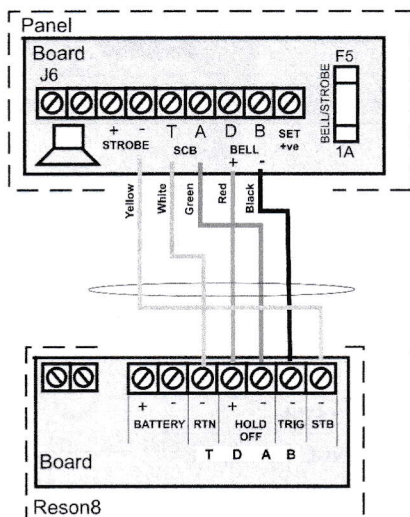 Panel
Board
J6
F5
BELL/STROBE
1A
+ - T A D B SET
STROBE SCB BELL +ve
+ -
Yellow
White
Green
Red
Black
+ - - + - - -
BATTERY RTN HOLD OFF TRIG STB
T D A B
Board
Reson8